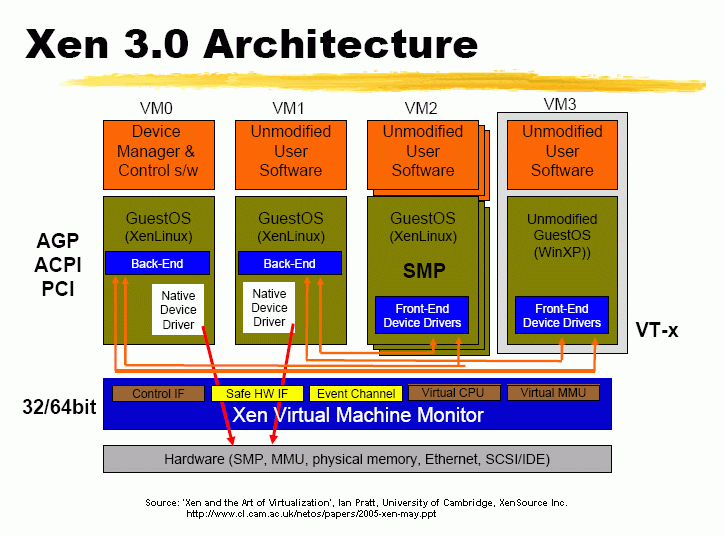 Xen 3.0 Architecture
VM0
VM1
VM2
VM3
Device
Manager &
Control s/w
Unmodified
User
Software
Unmodified
User
Software
Unmodified
User
Software
AGP
ACPI
PCI
GuestOS
(XenLinux)
Back-End
Native
Device
Driver
GuestOS
(XenLinux)
Back-End
Native
Device
Driver
GuestOS
(XenLinux)
SMP
Front-End
Device Drivers
Unmodified
GuestOS
(WinXP))
Front-End
Device Drivers
VT-x
32/64bit
Control IF
Safe HW IF
Event Channel
Virtual CPU
Virtual MMU
Xen Virtual Machine Monitor
Hardware (SMP, MMU, physical memory, Ethernet, SCSI/IDE)
Source: 'Xen and the Art of Virtualization', Ian Pratt, University of Cambridge, XenSource Inc.
http://www.cl.cam.ac.uk/netos/papers/2005-xen-may.ppt